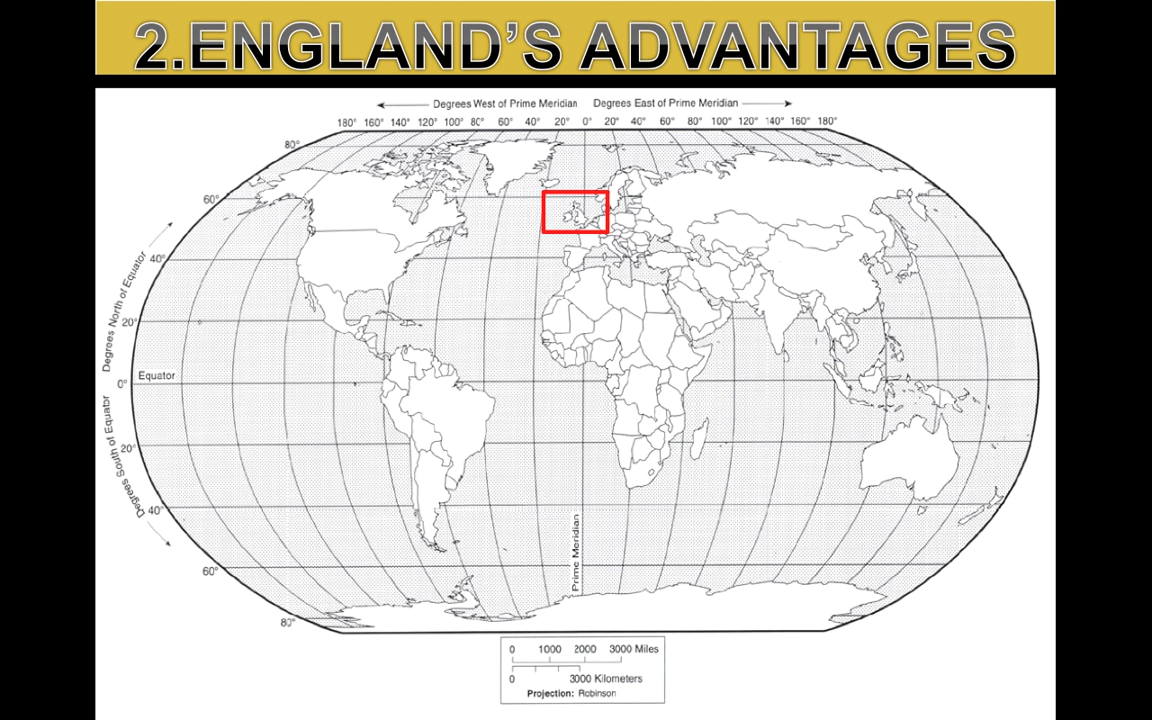 2.ENGLAND'S ADVANTAGES
Degrees West of Prime Meridian Degrees East of Prime Meridian
180° 160° 140° 120° 100° 80° 60° 40° 20° 0° 20° 40° 60° 80° 100° 120° 140° 160° 180°
80°
60°
40°
Degrees North of Equator
20°
Equator
0°
Degrees South of Equator
20°
40°
Prime Meridian
60°
80°
0 1000 2000 3000 Miles
0 3000 Kilometers
Projection: Robinson